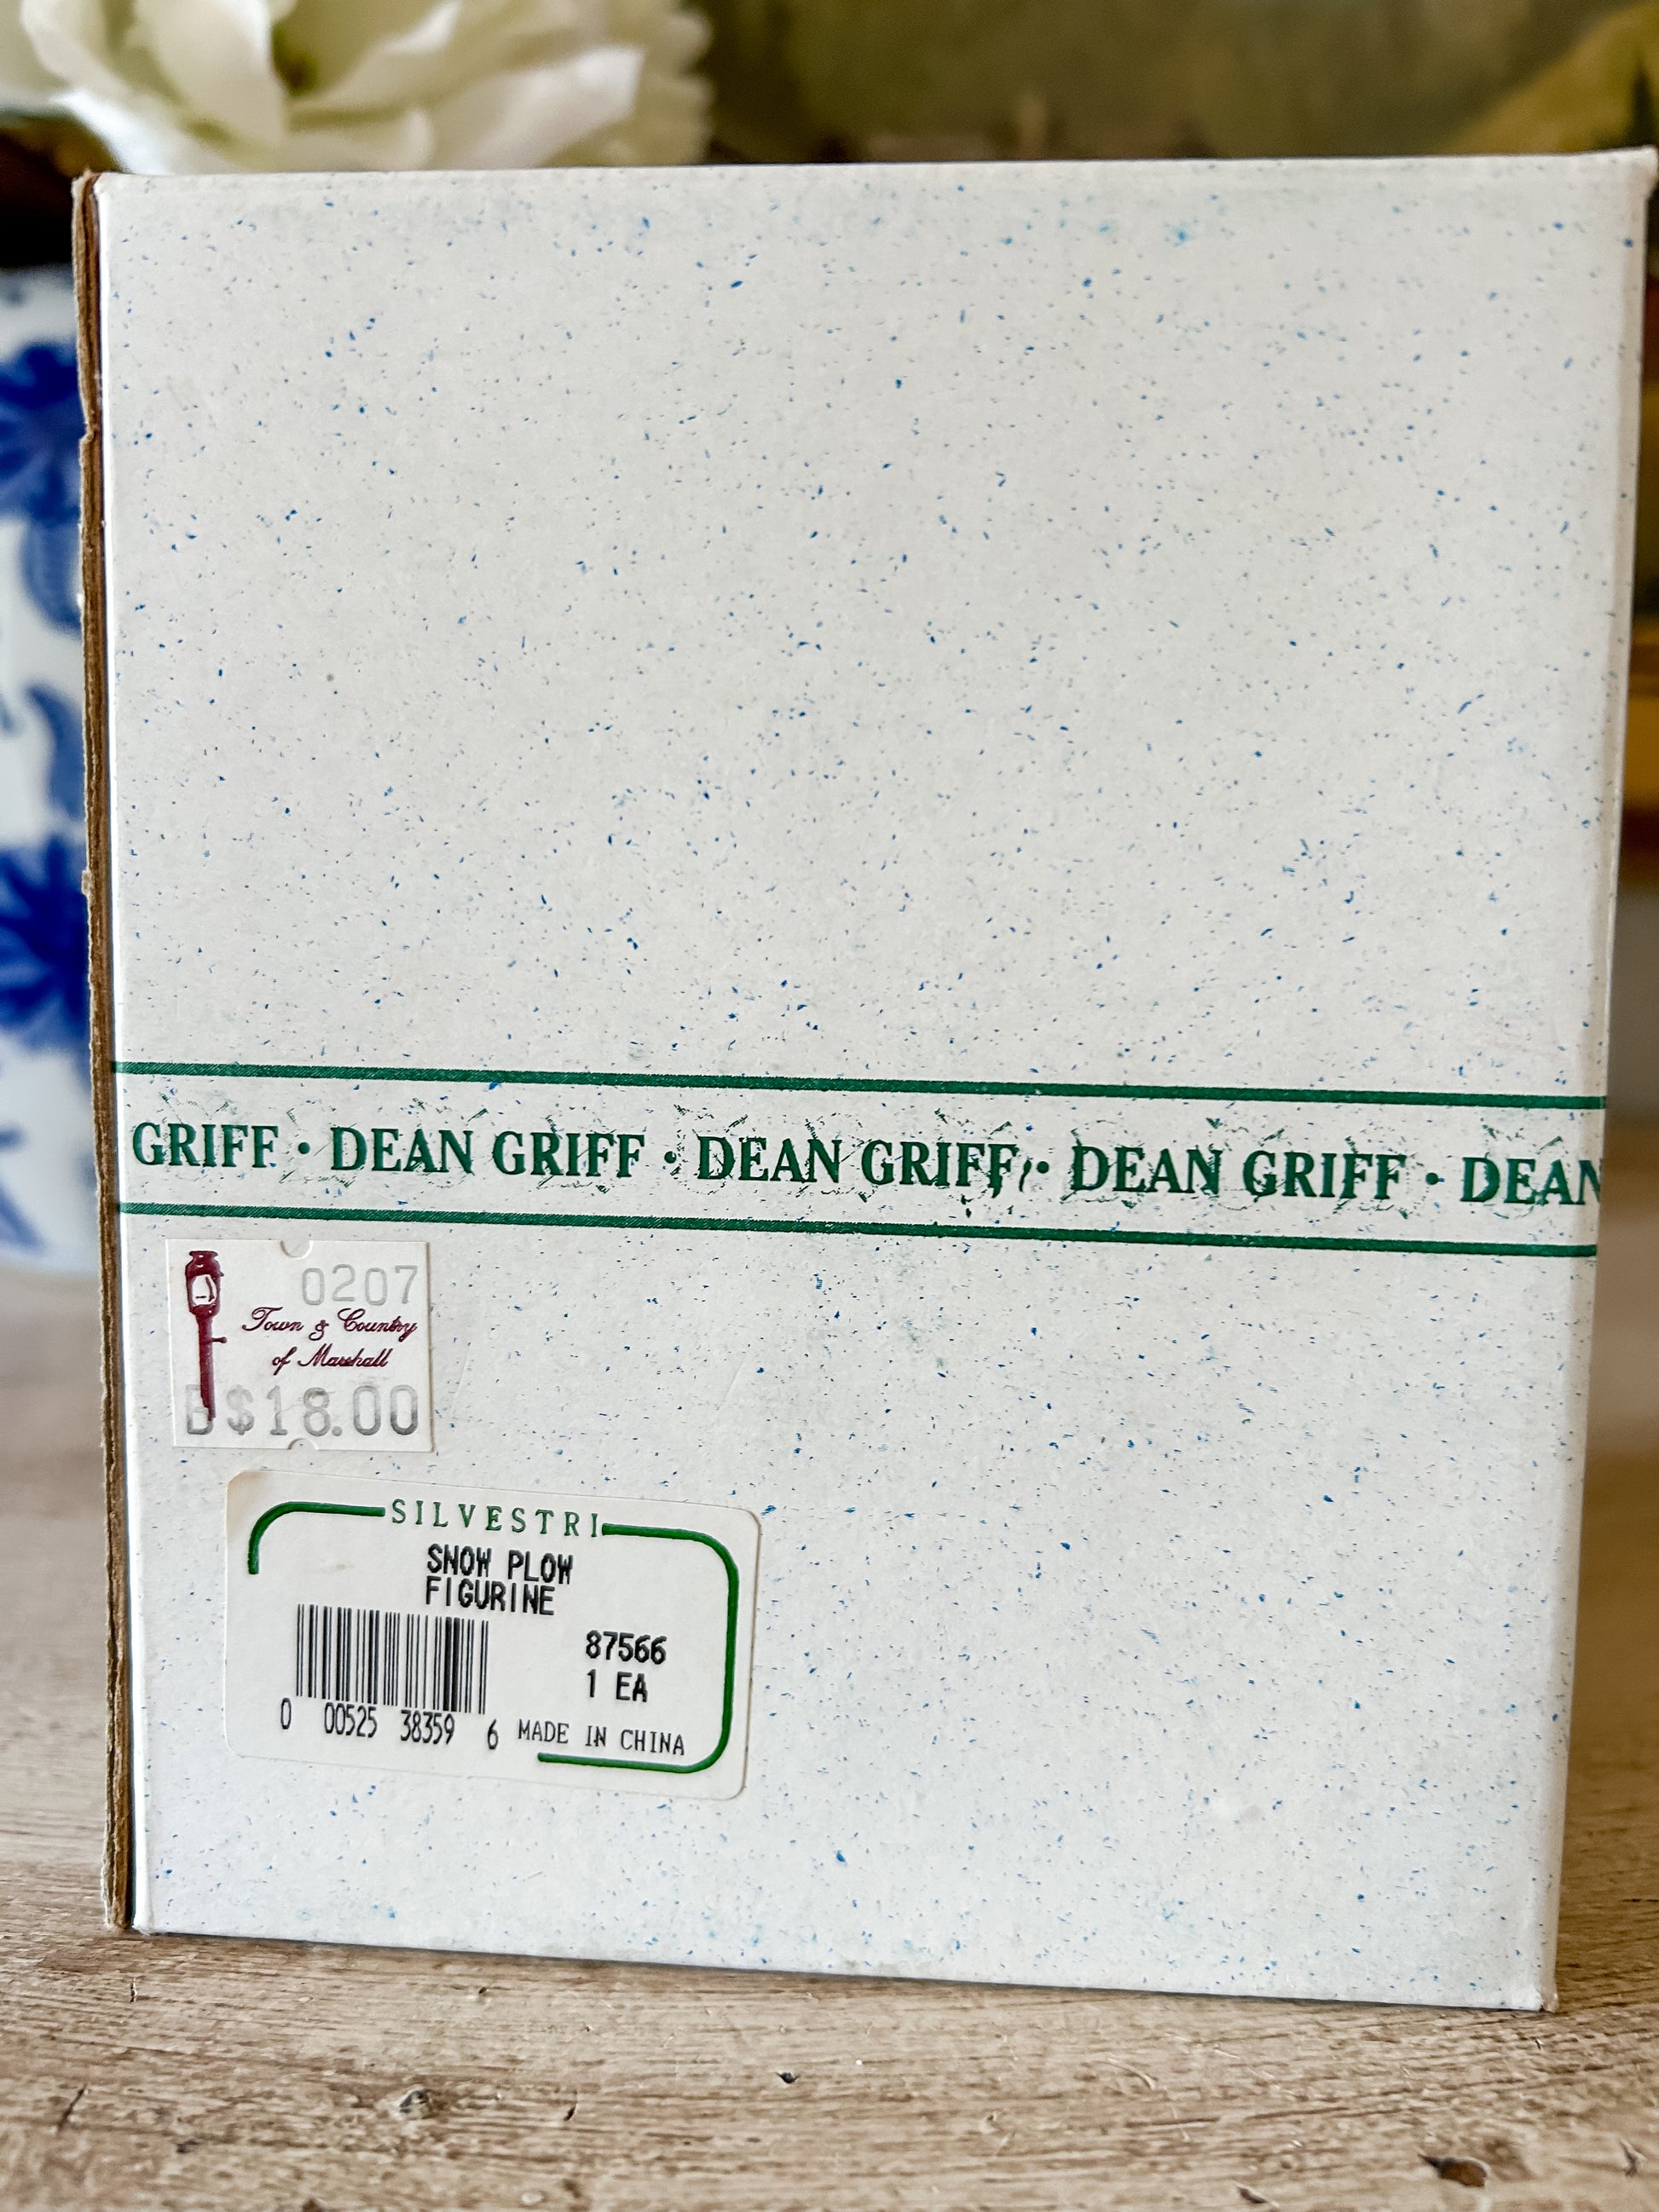 GRIFF • DEAN GRIFF • DEAN GRIFF • DEAN GRIFF • DEAN
0207
Town & Country
of Marshall
D$18.00
SILVESTRI
SNOW PLOW
FIGURINE
87566
1 EA
0 00525 38359 6
MADE IN CHINA